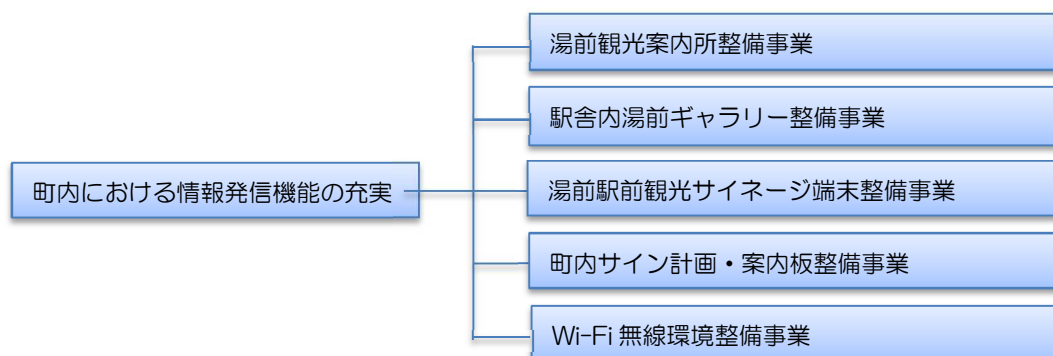 湯前観光案内所整備事業
駅舎内湯前ギャラリー整備事業
町内における情報発信機能の充実
湯前駅前観光サイネージ端末整備事業
町内サイン計画・案内板整備事業
Wi-Fi 無線環境整備事業